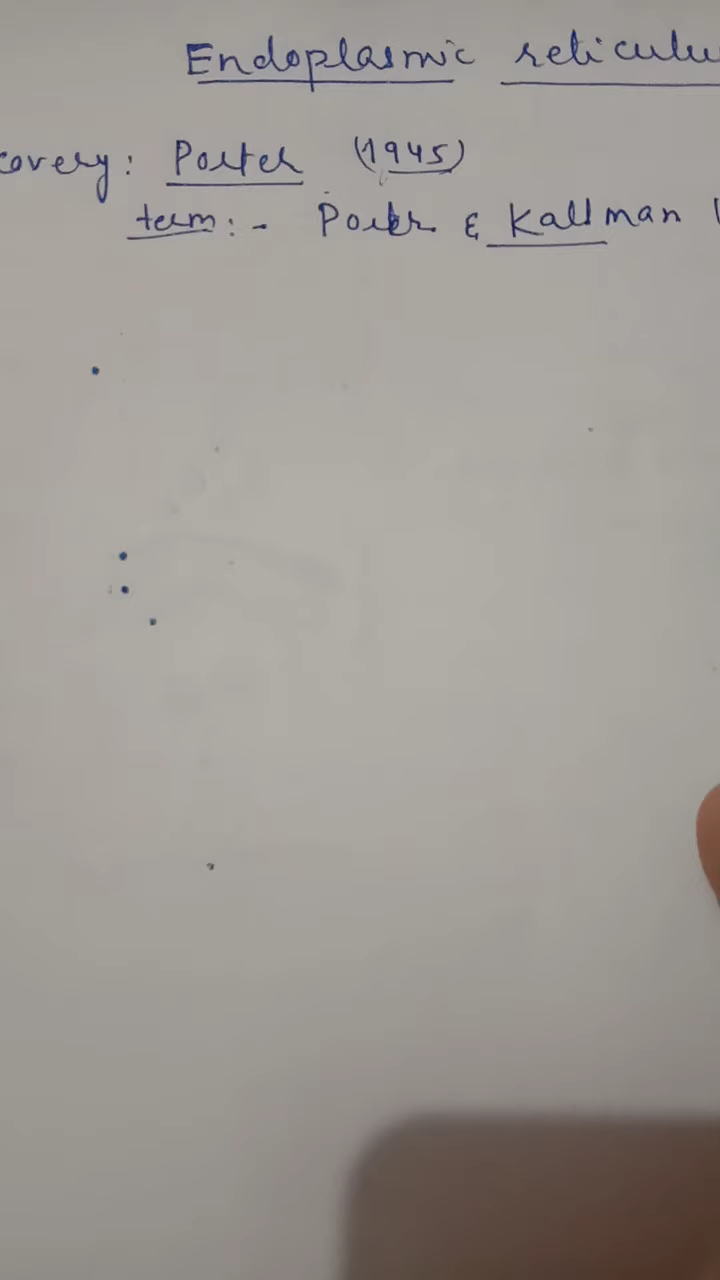 Endoplasmic reticulu
covery: Porter (1945)
term:- Porter & Kallman (